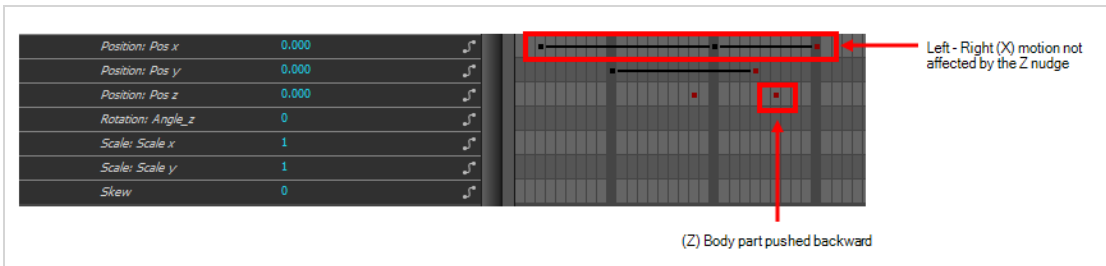 Position: Pos x 0.000
Left - Right (X) motion not
affected by the Z nudge
Position: Pos y 0.000
Position: Pos z 0.000
Rotation: Angle_z 0
Scale: Scale x 1
Scale: Scale y 1
Skew 0
(Z) Body part pushed backward